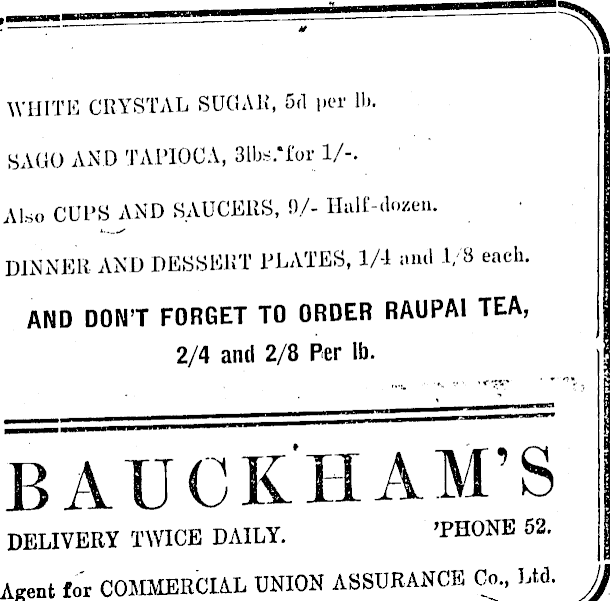 WHITE CRYSTAL SUGAR, 5d per lb.
SAGO AND TAPIOCA, 3lbs. for 1/-.
Also CUPS AND SAUCERS, 9/- Half-dozen.
DINNER AND DESSERT PLATES, 1/4 and 1/8 each.
AND DON'T FORGET TO ORDER RAUPAI TEA,
2/4 and 2/8 Per lb.
BAUCKHAM'S
DELIVERY TWICE DAILY. 'PHONE 52.
Agent for COMMERCIAL UNION ASSURANCE Co., Ltd.